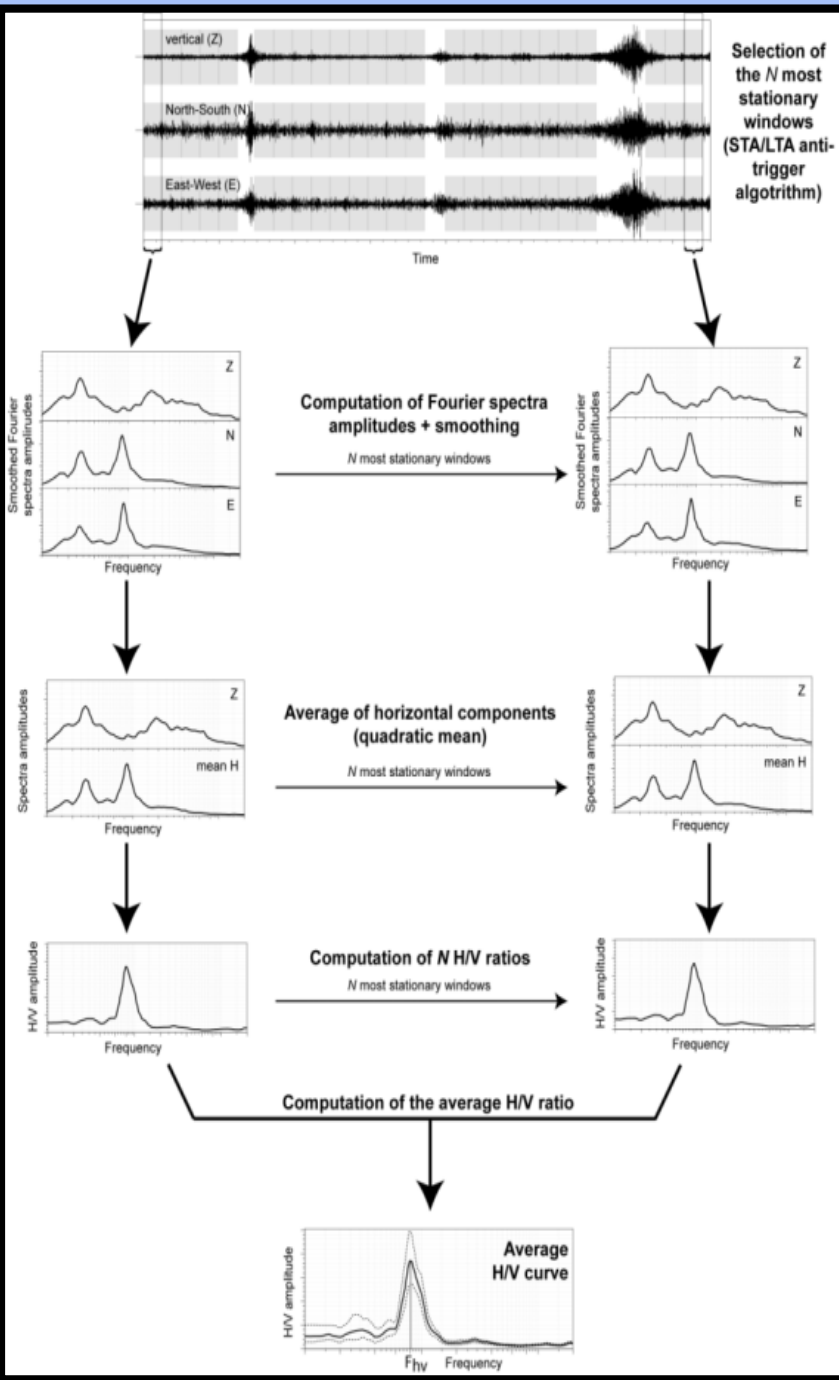 vertical (Z)
North-South (N)
East-West (E)
Time
Selection of
the N most
stationary
windows
(STA/LTA anti-
trigger
algotrithm)
Smoothed Fourier
spectra amplirudes
Z
N
E
Frequency
Computation of Fourier spectra
amplitudes + smoothing
N most stationary windows
Smoothed Fourier
spectra amplitudes
Z
N
E
Frequency
Spectra amplitudes
Z
mean H
Frequency
Average of horizontal components
(quadratic mean)
N most stationary windows
Spectra amplitudes
Z
mean H
Frequency
H/V amplitude
Frequency
Computation of N H/V ratios
N most stationary windows
H/V amplitude
Frequency
Computation of the average H/V ratio
H/V amplitude
Average
H/V curve
Fhv Frequency